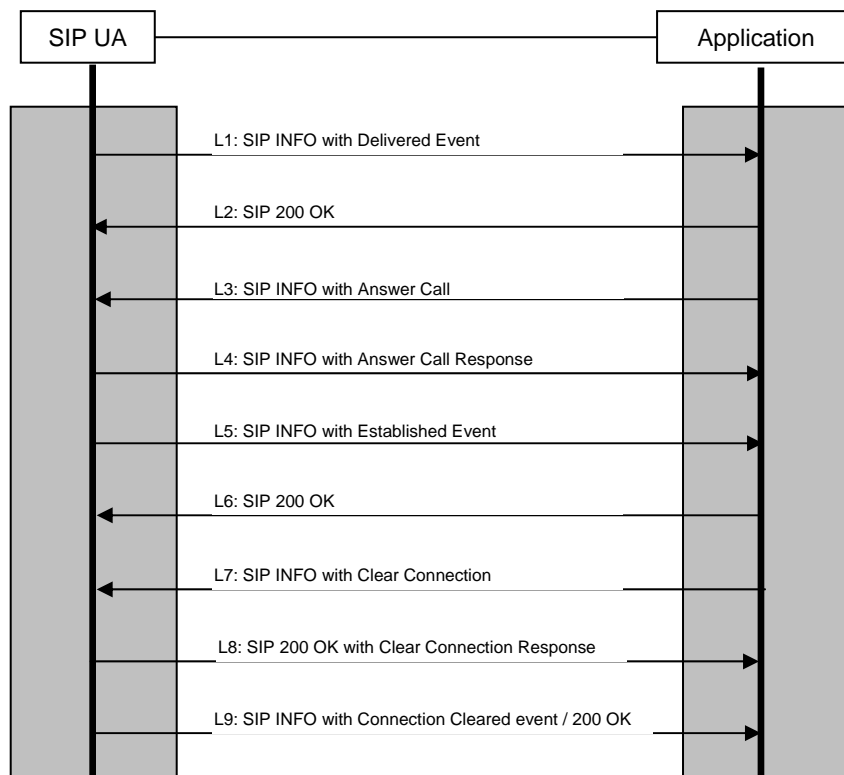 SIP UA
Application
L1: SIP INFO with Delivered Event
L2: SIP 200 OK
L3: SIP INFO with Answer Call
L4: SIP INFO with Answer Call Response
L5: SIP INFO with Established Event
L6: SIP 200 OK
L7: SIP INFO with Clear Connection
L8: SIP 200 OK with Clear Connection Response
L9: SIP INFO with Connection Cleared event / 200 OK